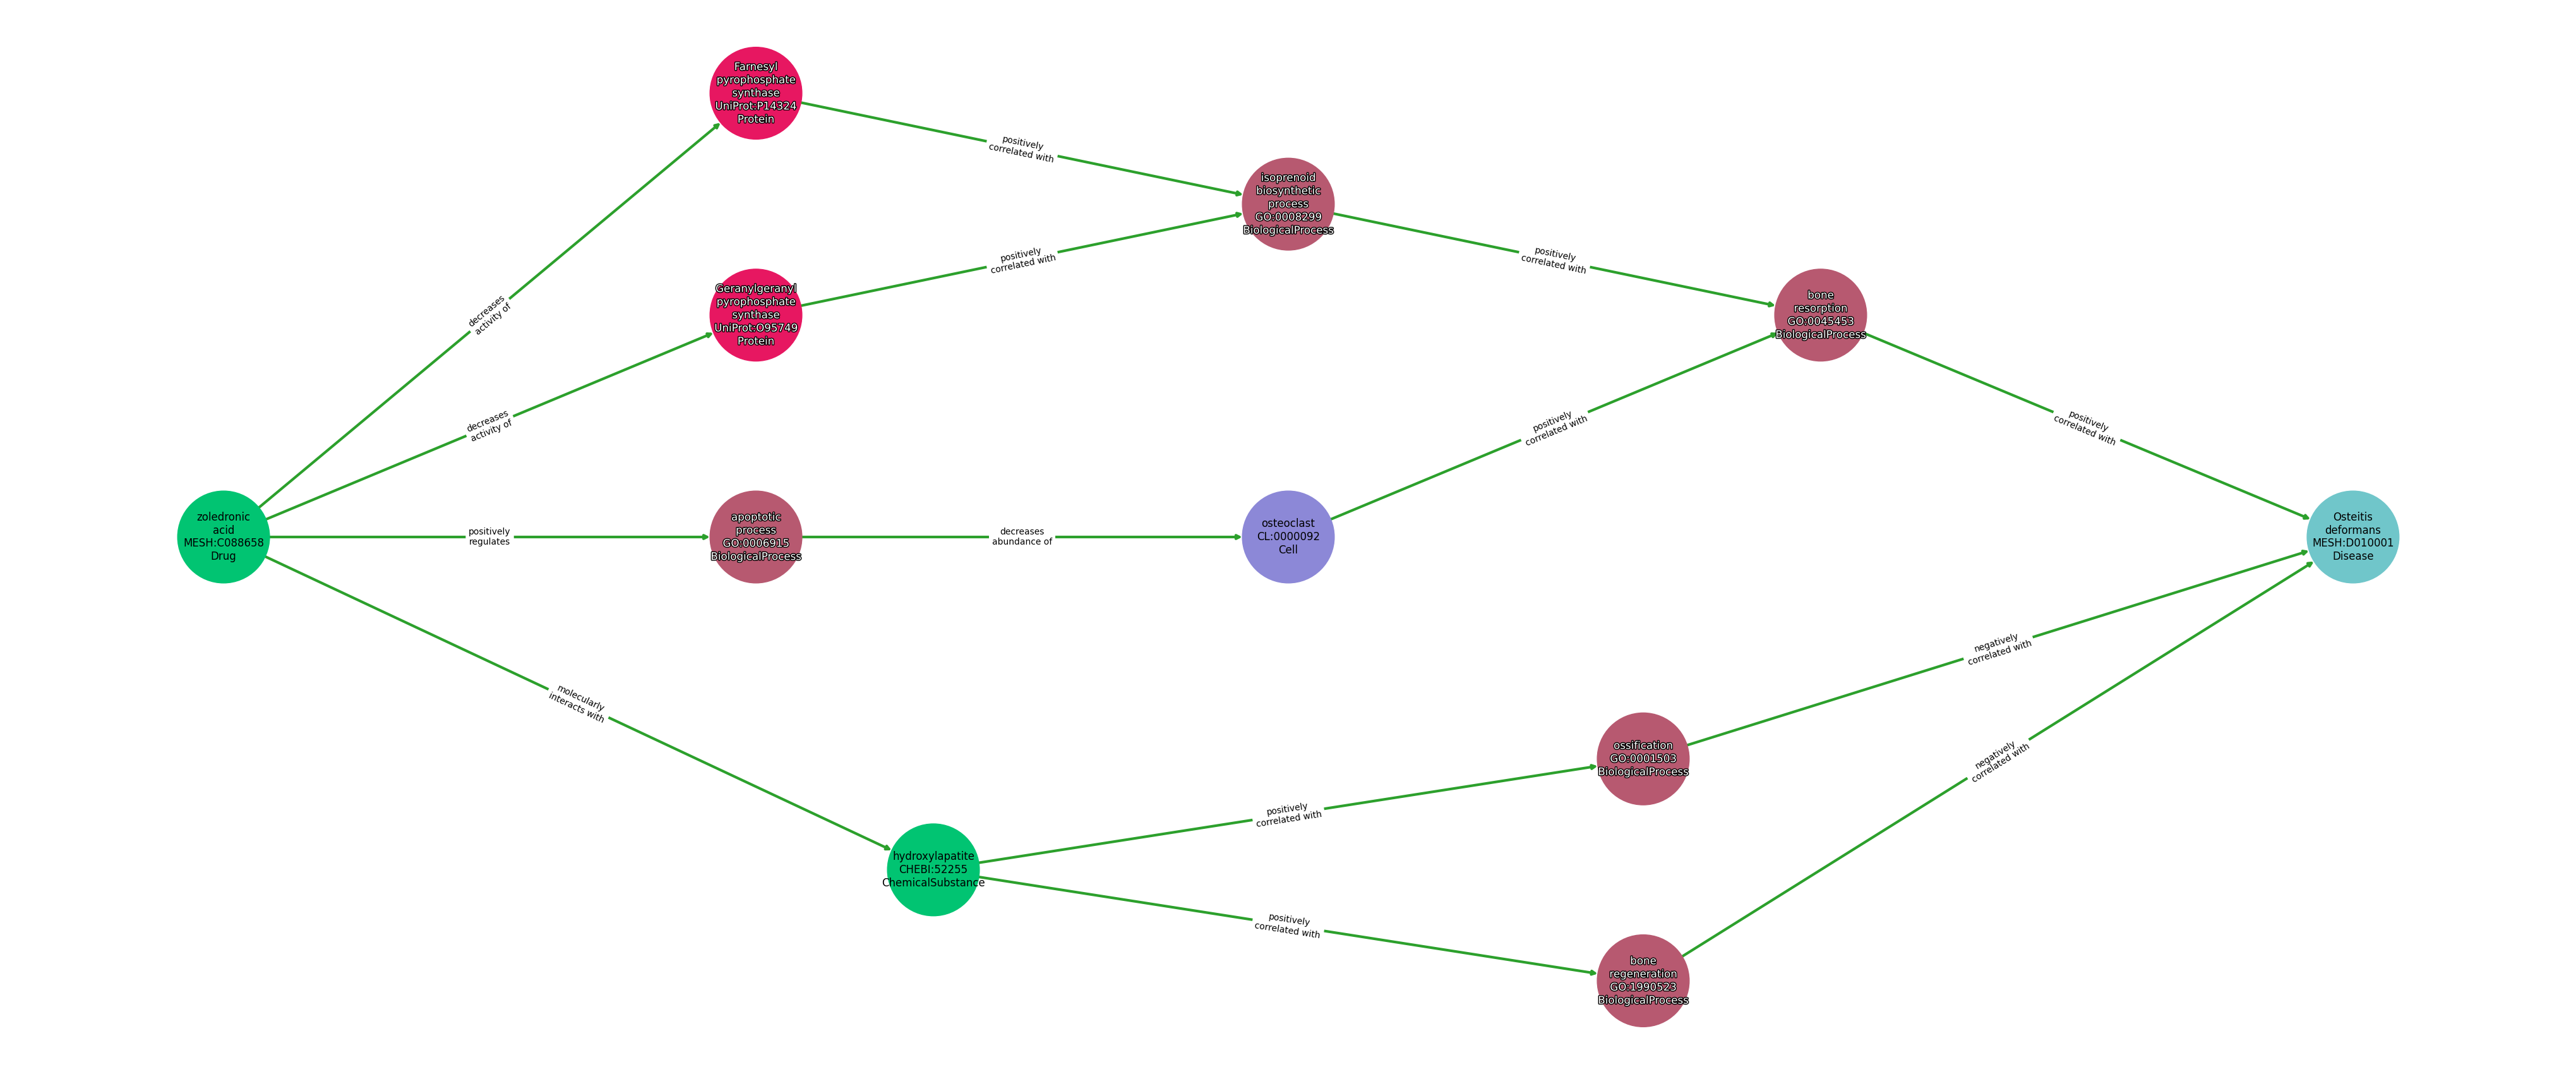 Farnesyl
pyrophosphate
synthase
UniProt:P14324
Protein
positively
correlated with
isoprenoid
biosynthetic
process
GO:0008299
BiologicalProcess
positively
correlated with
Geranylgeranyl
pyrophosphate
synthase
UniProt:O95749
Protein
positively
correlated with
bone
resorption
GO:0045453
BiologicalProcess
decreases
activity of
decreases
activity of
positively
correlated with
positively
correlated with
zoledronic
acid
MESH:C088658
Drug
positively
regulates
apoptotic
process
GO:0006915
BiologicalProcess
decreases
abundance of
osteoclast
CL:0000092
Cell
Osteitis
deformans
MESH:D010001
Disease
molecularly
interacts with
negatively
correlated with
ossification
GO:0001503
BiologicalProcess
negatively
correlated with
positively
correlated with
hydroxylapatite
CHEBI:52255
ChemicalSubstance
positively
correlated with
bone
regeneration
GO:1990523
BiologicalProcess